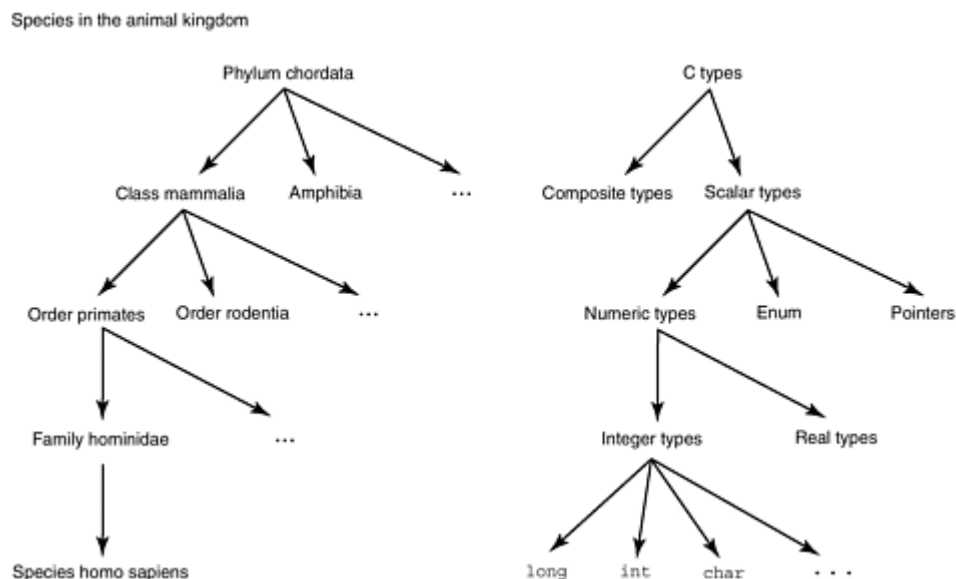 Species in the animal kingdom
Phylum chordata
C types
Class mammalia
Amphibia
...
Composite types
Scalar types
Order primates
Order rodentia
...
Numeric types
Enum
Pointers
Family hominidae
...
Integer types
Real types
Species homo sapiens
long
int
char
. . .